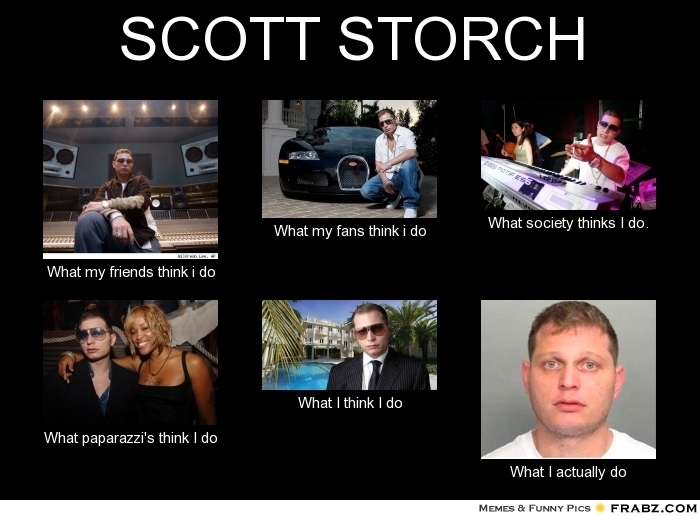 SCOTT STORCH
What my friends think i do
What my fans think i do
What society thinks I do.
What paparazzi's think I do
What I think I do
What I actually do
MEMES & FUNNY PICS FRABZ.COM